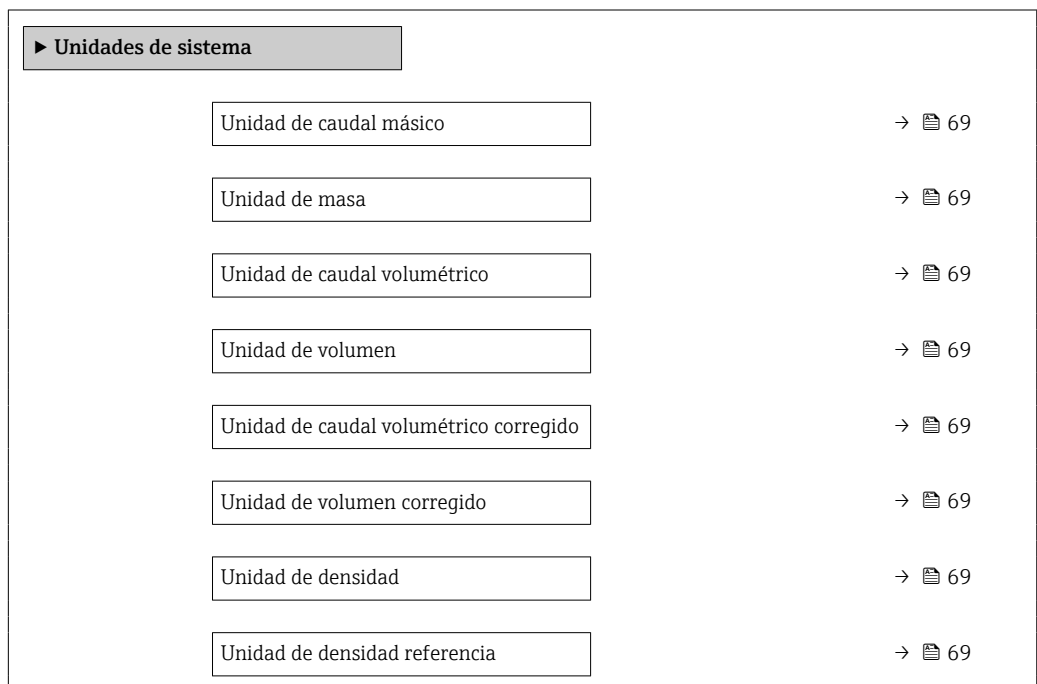 ▶ Unidades de sistema
Unidad de caudal másico → 69
Unidad de masa → 69
Unidad de caudal volumétrico → 69
Unidad de volumen → 69
Unidad de caudal volumétrico corregido → 69
Unidad de volumen corregido → 69
Unidad de densidad → 69
Unidad de densidad referencia → 69